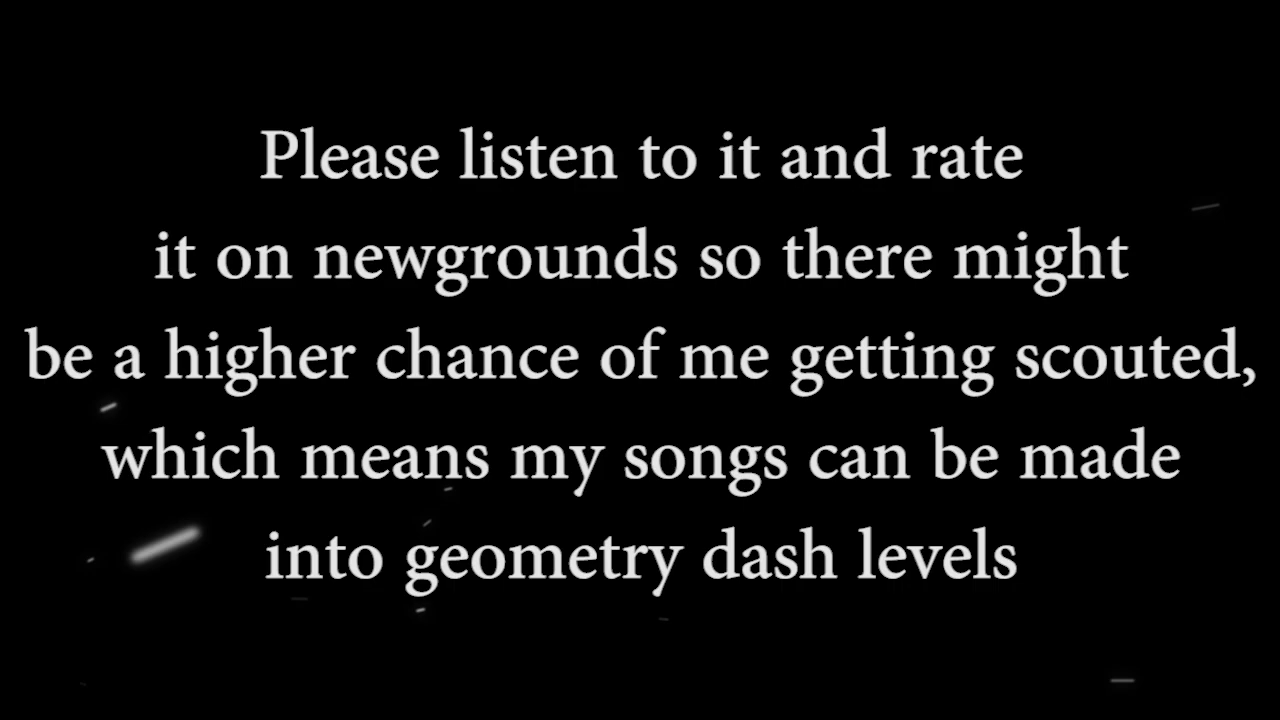 Please listen to it and rate
it on newgrounds so there might
be a higher chance of me getting scouted,
which means my songs can be made
into geometry dash levels